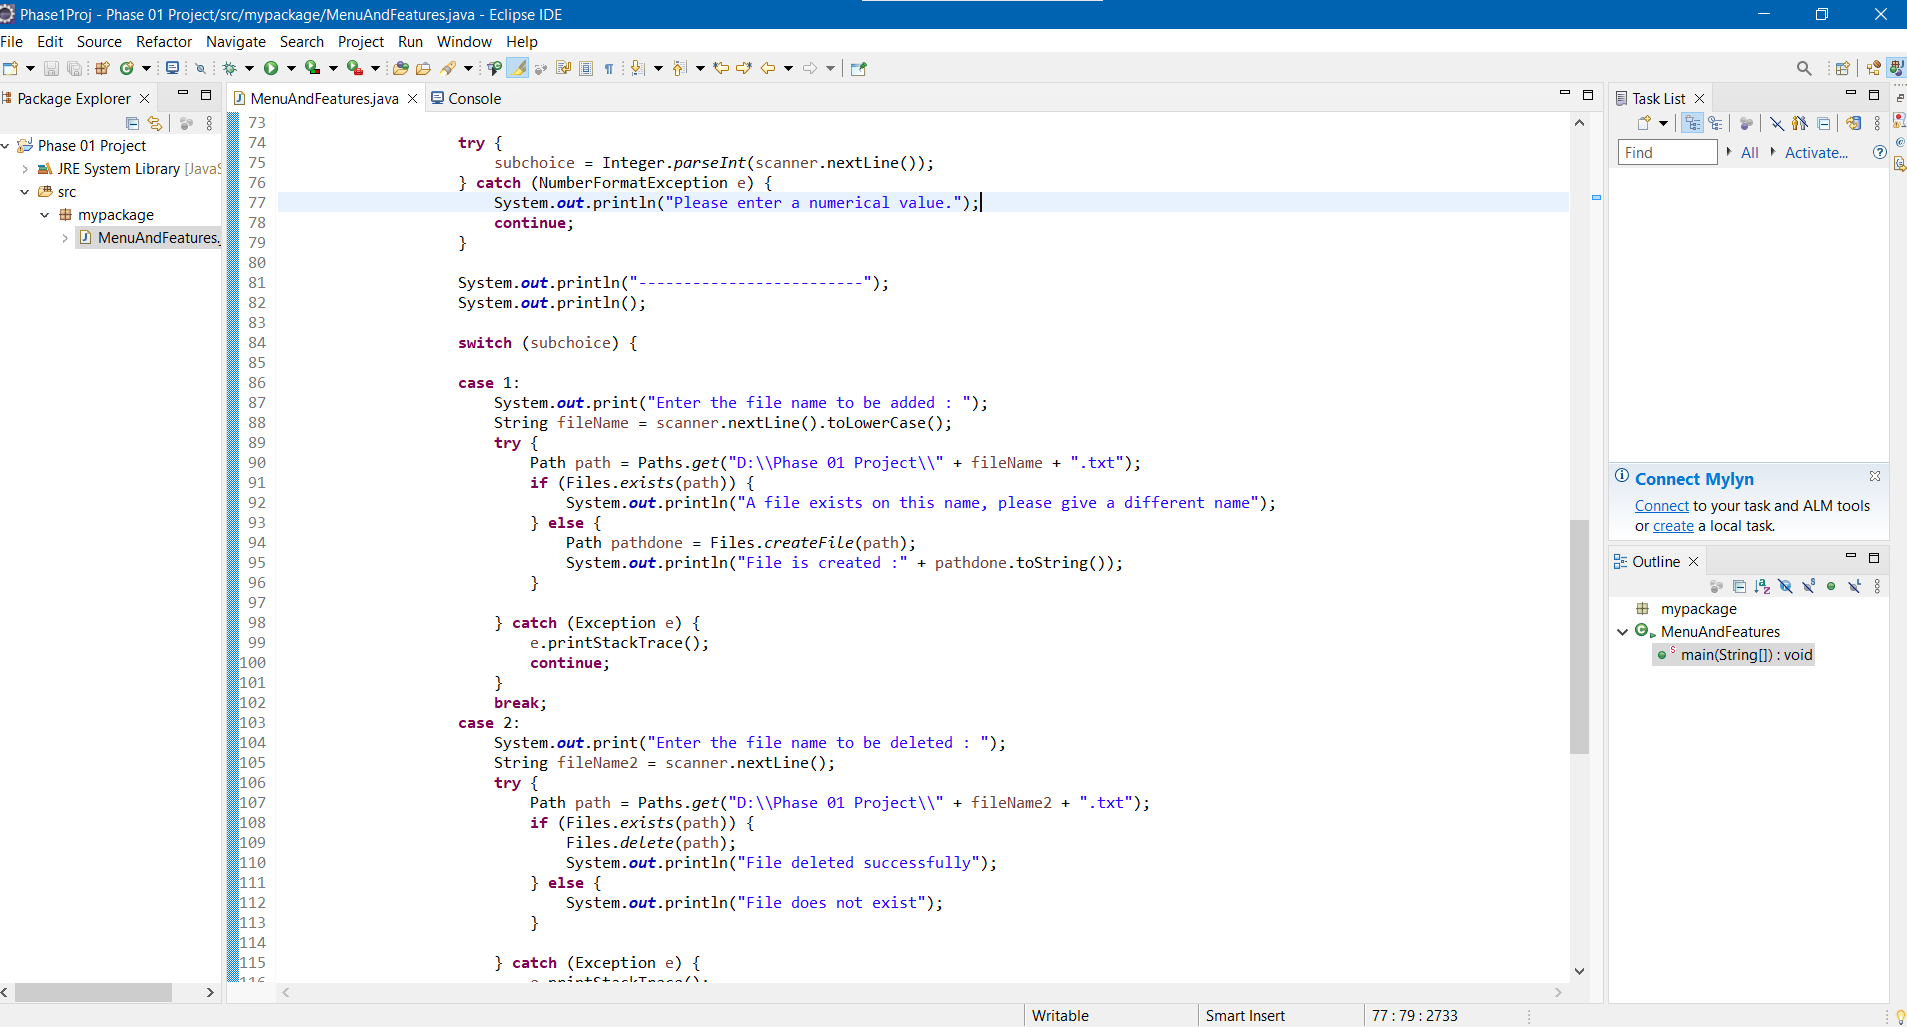 Phase1Proj - Phase 01 Project/src/mypackage/MenuAndFeatures.java - Eclipse IDE
File Edit Source Refactor Navigate Search Project Run Window Help
Package Explorer
Phase 01 Project
JRE System Library [JavaS
src
mypackage
MenuAndFeatures.
MenuAndFeatures.java Console
73
74 try {
75 subchoice = Integer.parseInt(scanner.nextLine());
76 } catch (NumberFormatException e) {
77 System.out.println("Please enter a numerical value.");
78 continue;
79 }
80
81 System.out.println("-------------------------");
82 System.out.println();
83
84 switch (subchoice) {
85
86 case 1:
87 System.out.print("Enter the file name to be added : ");
88 String fileName = scanner.nextLine().toLowerCase();
89 try {
90 Path path = Paths.get("D:\\Phase 01 Project\\" + fileName + ".txt");
91 if (Files.exists(path)) {
92 System.out.println("A file exists on this name, please give a different name");
93 } else {
94 Path pathdone = Files.createFile(path);
95 System.out.println("File is created :" + pathdone.toString());
96 }
97
98 } catch (Exception e) {
99 e.printStackTrace();
100 continue;
101 }
102 break;
103 case 2:
104 System.out.print("Enter the file name to be deleted : ");
105 String fileName2 = scanner.nextLine();
106 try {
107 Path path = Paths.get("D:\\Phase 01 Project\\" + fileName2 + ".txt");
108 if (Files.exists(path)) {
109 Files.delete(path);
110 System.out.println("File deleted successfully");
111 } else {
112 System.out.println("File does not exist");
113 }
114
115 } catch (Exception e) {
116 e.printStackTrace();
Task List
Find All Activate...
Connect Mylyn
Connect to your task and ALM tools
or create a local task.
Outline
mypackage
MenuAndFeatures
main(String[]) : void
Writable Smart Insert 77 : 79 : 2733